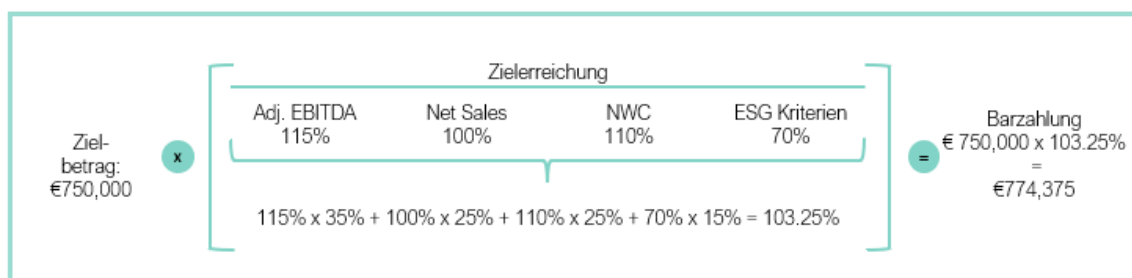 Zielerreichung
Adj. EBITDA Net Sales NWC ESG Kriterien
115% 100% 110% 70%
Ziel-
betrag:
€750,000
x
115% x 35% + 100% x 25% + 110% x 25% + 70% x 15% = 103.25%
=
Barzahlung
€ 750,000 x 103.25%
=
€774,375